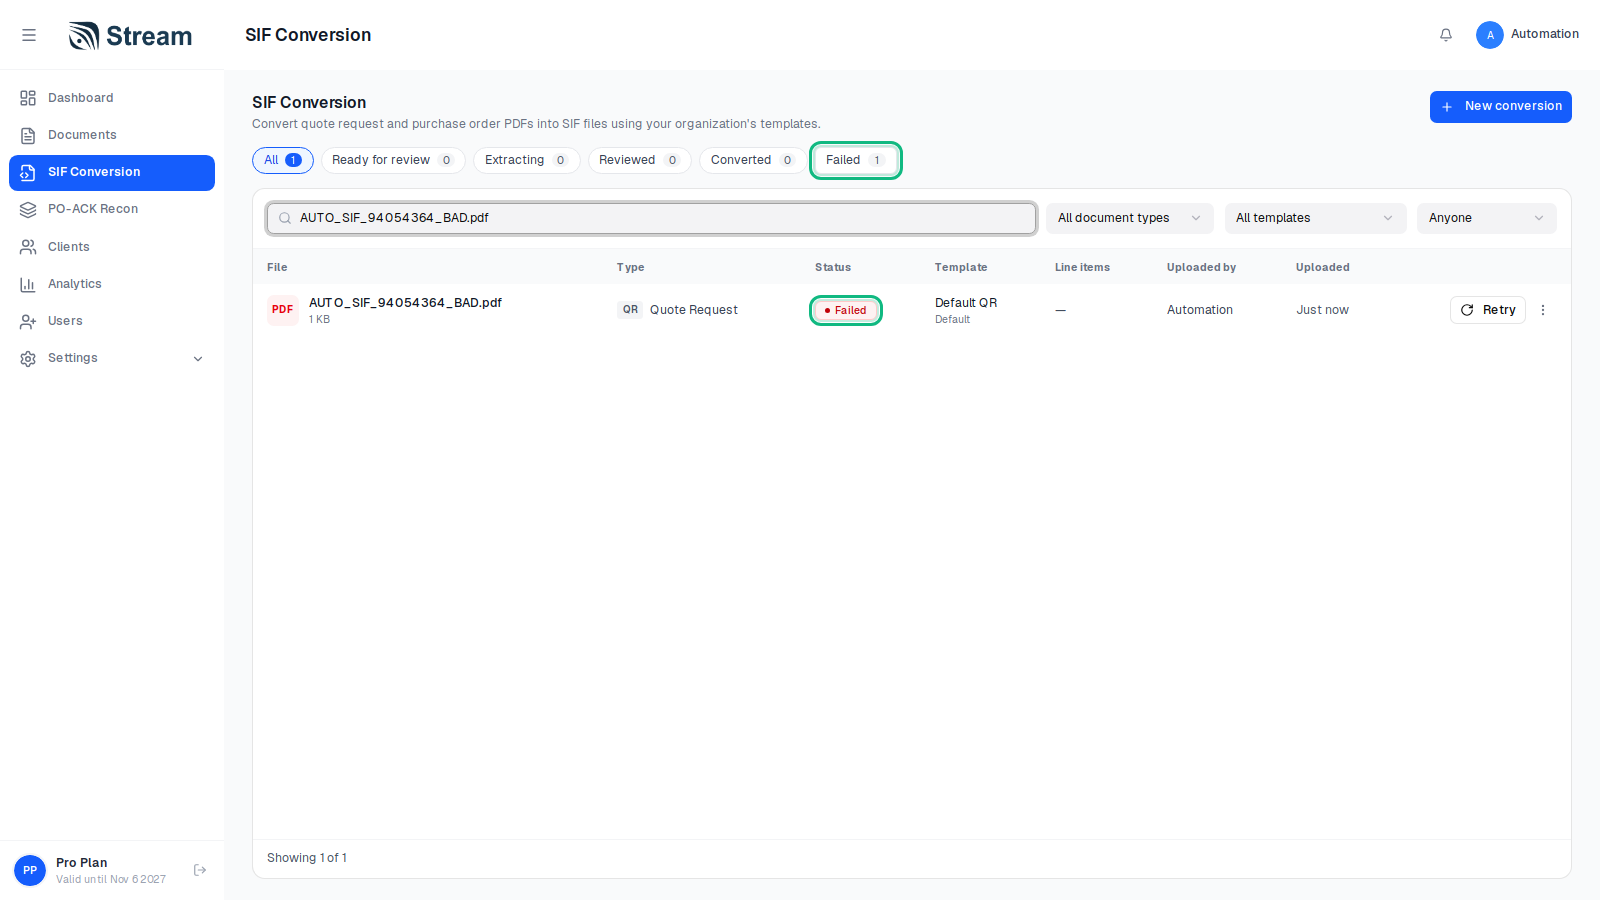 Stream
SIF Conversion
A
Automation
Dashboard
Documents
SIF Conversion
PO-ACK Recon
Clients
Analytics
Users
Settings
SIF Conversion
Convert quote request and purchase order PDFs into SIF files using your organization's templates.
New conversion
All 1
Ready for review 0
Extracting 0
Reviewed 0
Converted 0
Failed 1
AUTO_SIF_94054364_BAD.pdf
All document types
All templates
Anyone
File Type Status Template Line items Uploaded by Uploaded
PDF AUTO_SIF_94054364_BAD.pdf QR Quote Request Failed Default QR — Automation Just now Retry
1 KB Default
Showing 1 of 1
PP
Pro Plan
Valid until Nov 6 2027